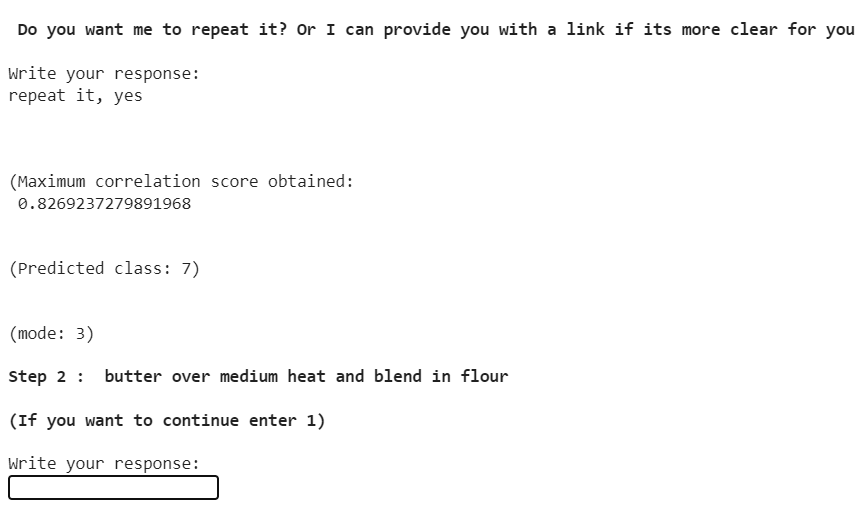 Do you want me to repeat it? Or I can provide you with a link if its more clear for you
Write your response:
repeat it, yes
(Maximum correlation score obtained:
0.8269237279891968
(Predicted class: 7)
(mode: 3)
Step 2 :  butter over medium heat and blend in flour
(If you want to continue enter 1)
Write your response: